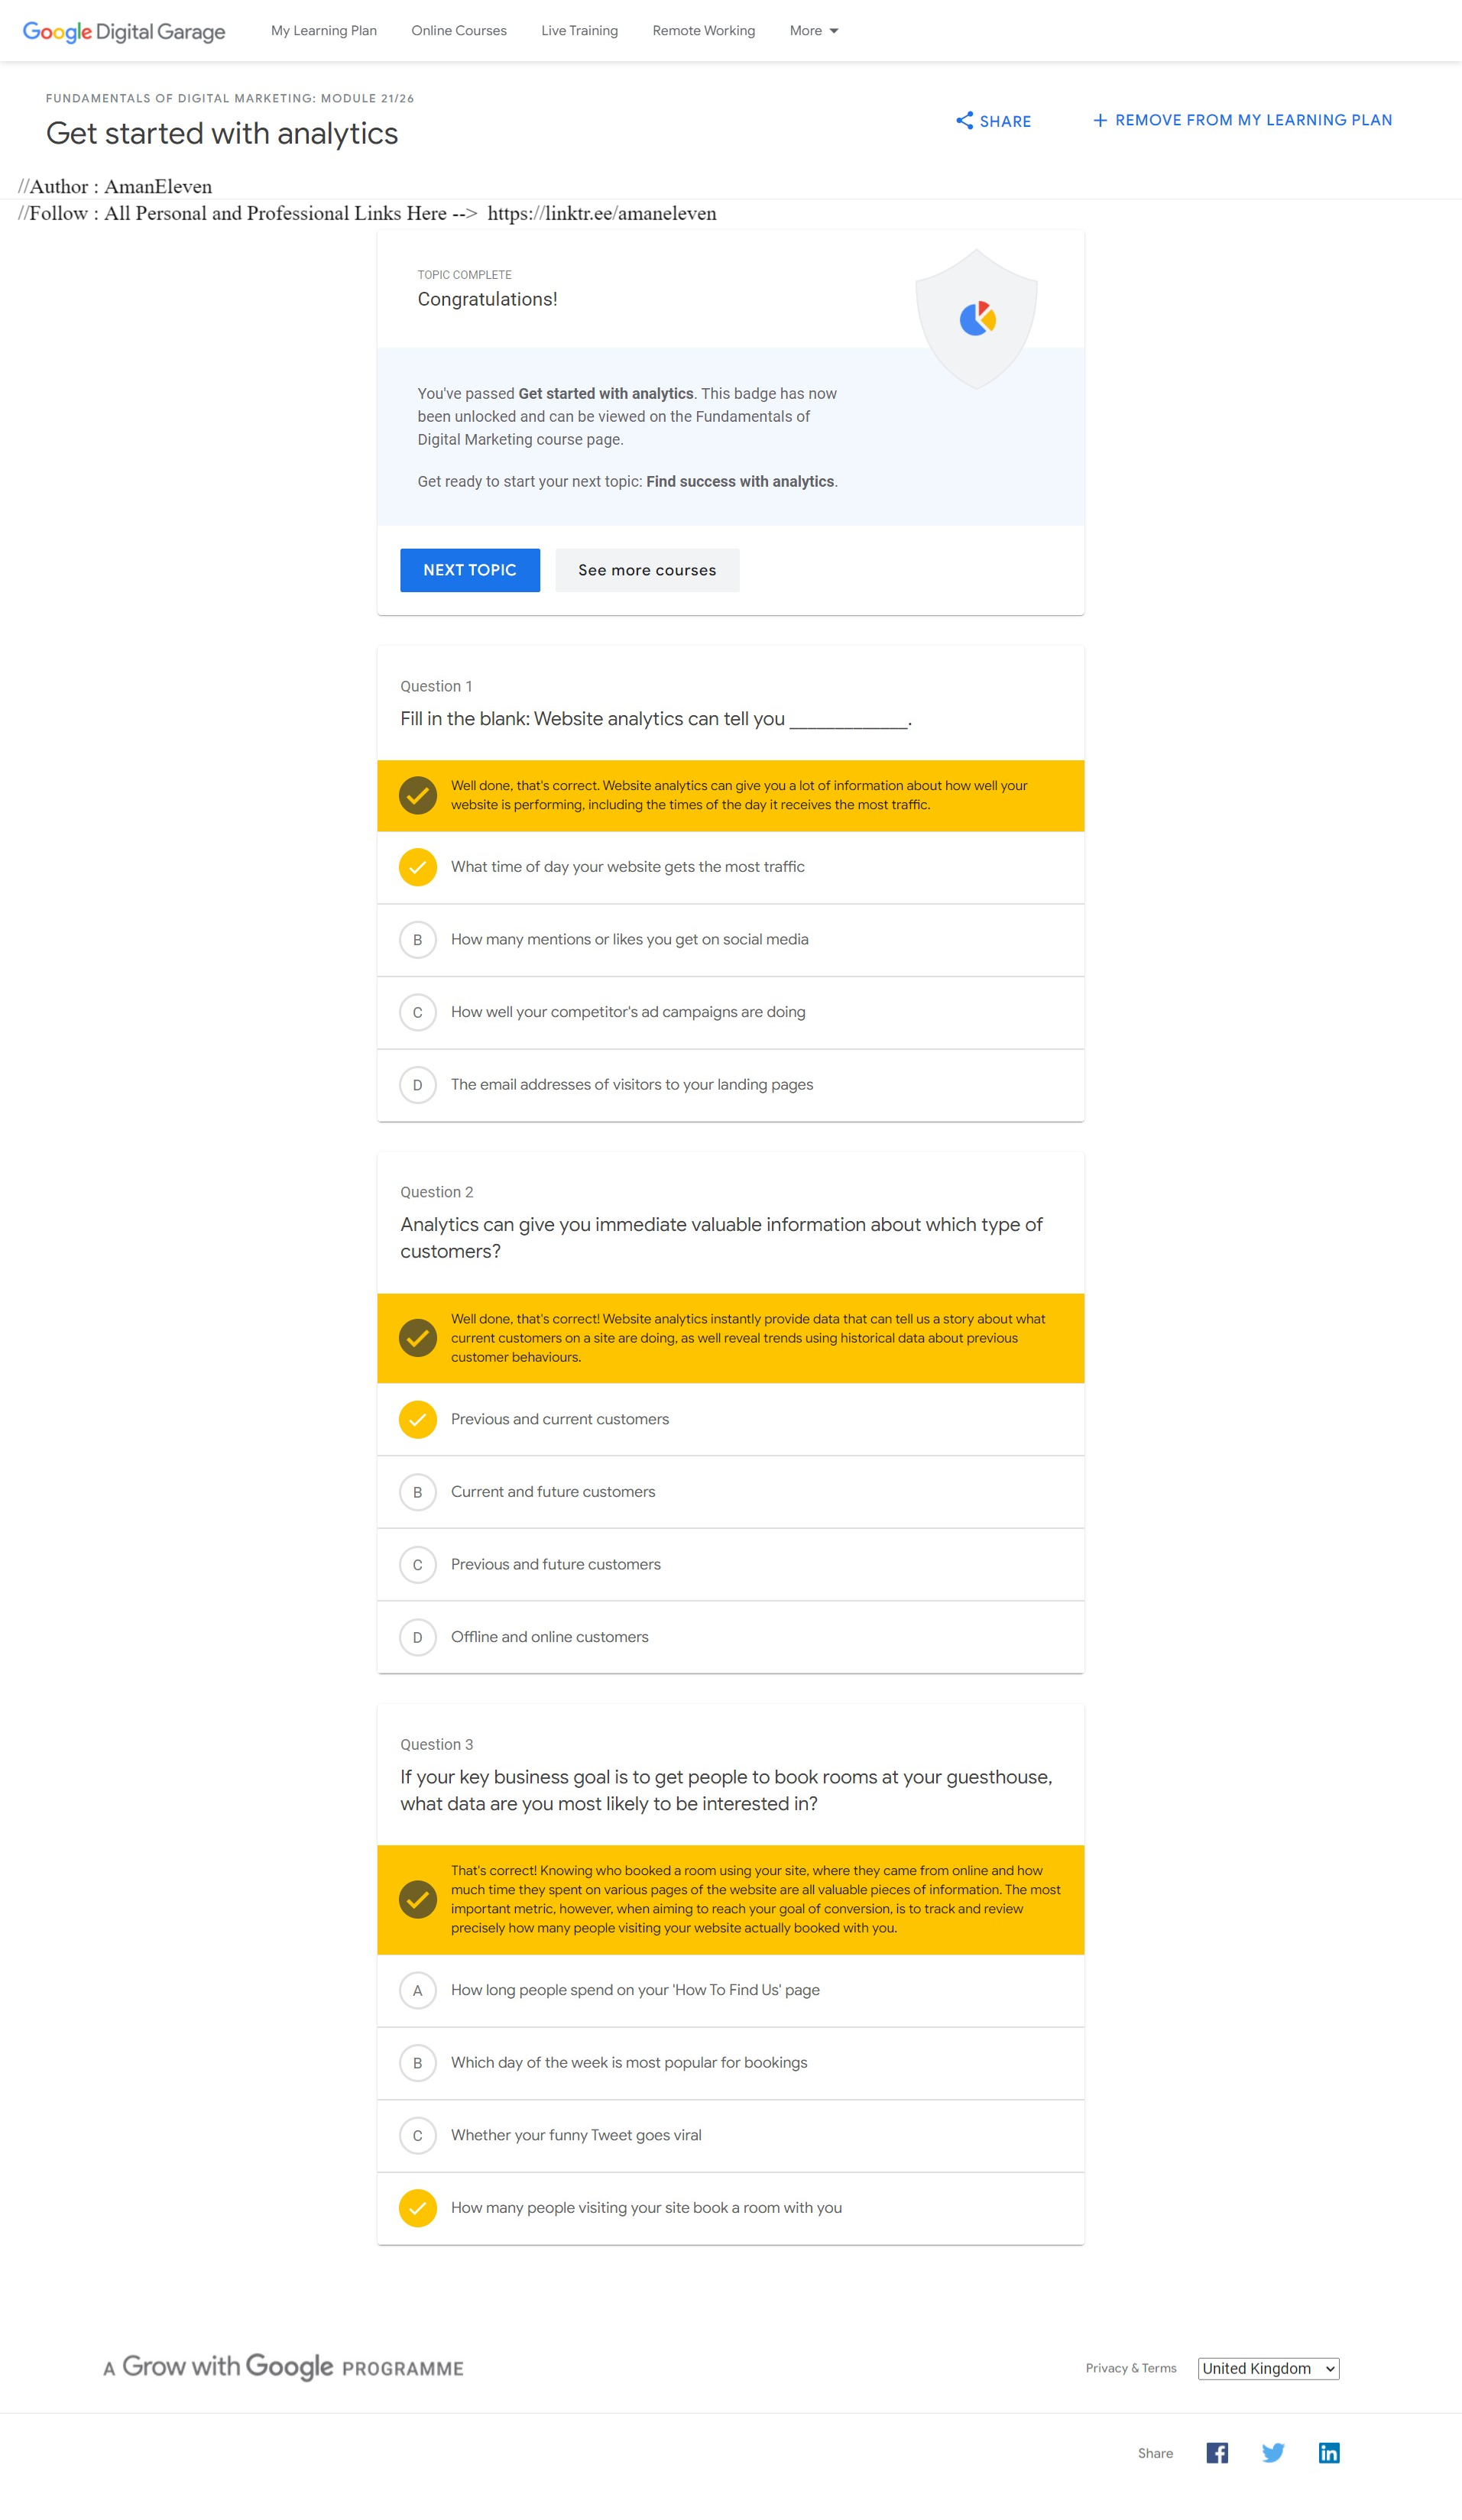 Google Digital Garage My Learning Plan Online Courses Live Training Remote Working More
FUNDAMENTALS OF DIGITAL MARKETING: MODULE 21/26
Get started with analytics
SHARE
+ REMOVE FROM MY LEARNING PLAN
//Author : AmanEleven
//Follow : All Personal and Professional Links Here --> https://linktr.ee/amaneleven
TOPIC COMPLETE
Congratulations!
You've passed Get started with analytics. This badge has now
been unlocked and can be viewed on the Fundamentals of
Digital Marketing course page.
Get ready to start your next topic: Find success with analytics.
NEXT TOPIC
See more courses
Question 1
Fill in the blank: Website analytics can tell you _____________.
Well done, that's correct. Website analytics can give you a lot of information about how well your
website is performing, including the times of the day it receives the most traffic.
What time of day your website gets the most traffic
B How many mentions or likes you get on social media
C How well your competitor's ad campaigns are doing
D The email addresses of visitors to your landing pages
Question 2
Analytics can give you immediate valuable information about which type of
customers?
Well done, that's correct! Website analytics instantly provide data that can tell us a story about what
current customers on a site are doing, as well reveal trends using historical data about previous
customer behaviours.
Previous and current customers
B Current and future customers
C Previous and future customers
D Offline and online customers
Question 3
If your key business goal is to get people to book rooms at your guesthouse,
what data are you most likely to be interested in?
That's correct! Knowing who booked a room using your site, where they came from online and how
much time they spent on various pages of the website are all valuable pieces of information. The most
important metric, however, when aiming to reach your goal of conversion, is to track and review
precisely how many people visiting your website actually booked with you.
A How long people spend on your 'How To Find Us' page
B Which day of the week is most popular for bookings
C Whether your funny Tweet goes viral
How many people visiting your site book a room with you
A Grow with Google PROGRAMME
Privacy & Terms
United Kingdom
Share